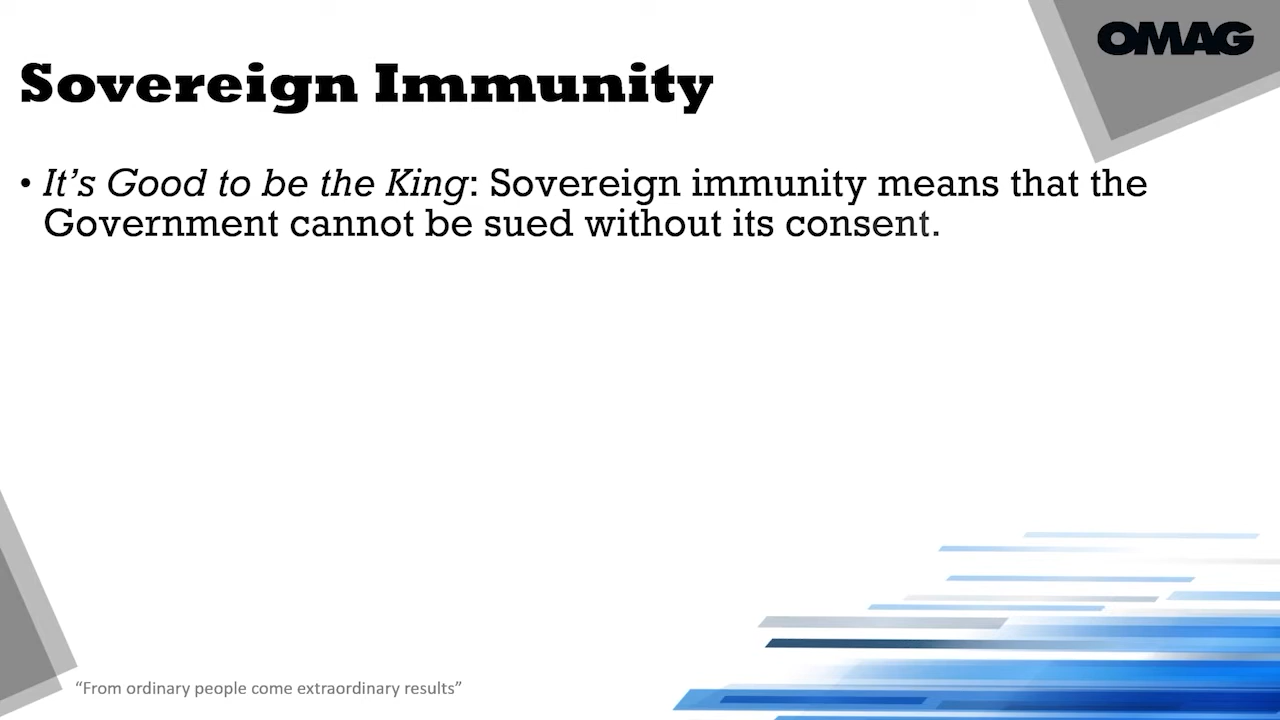 OMAG
Sovereign Immunity
• It’s Good to be the King: Sovereign immunity means that the
Government cannot be sued without its consent.
“From ordinary people come extraordinary results”